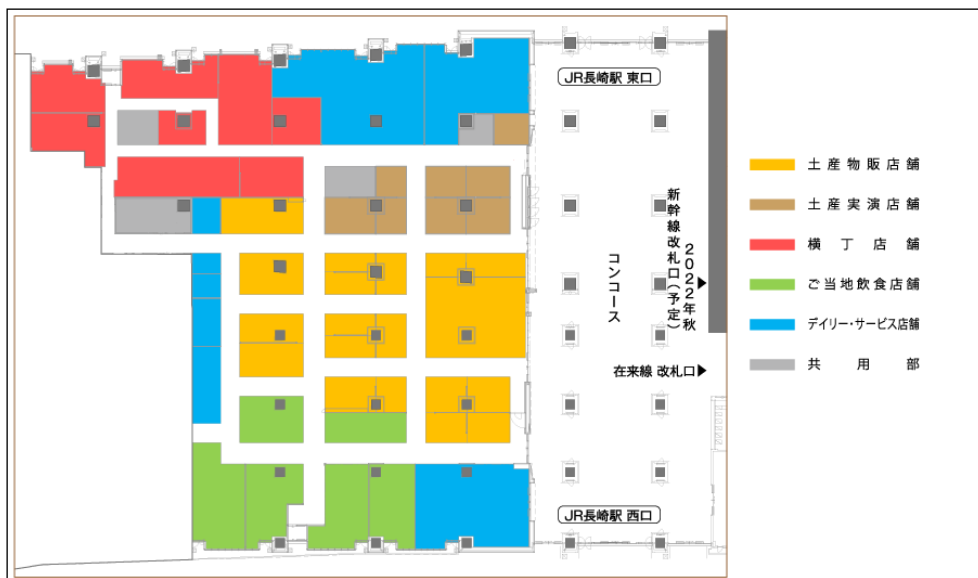 JR長崎駅 東口
新幹線改札口(予定)
2022年秋▶
コンコース
在来線 改札口▶
JR長崎駅 西口
土産物販店舗
土産実演店舗
横丁店舗
ご当地飲食店舗
デイリー・サービス店舗
共用部